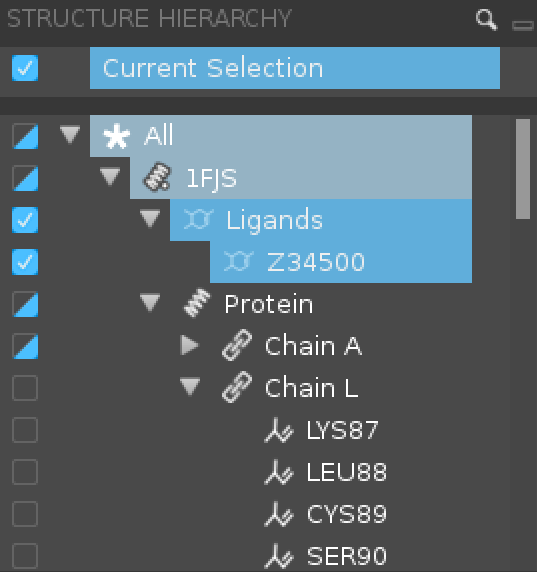 STRUCTURE HIERARCHY
Current Selection
All
1FJS
Ligands
Z34500
Protein
Chain A
Chain L
LYS87
LEU88
CYS89
SER90